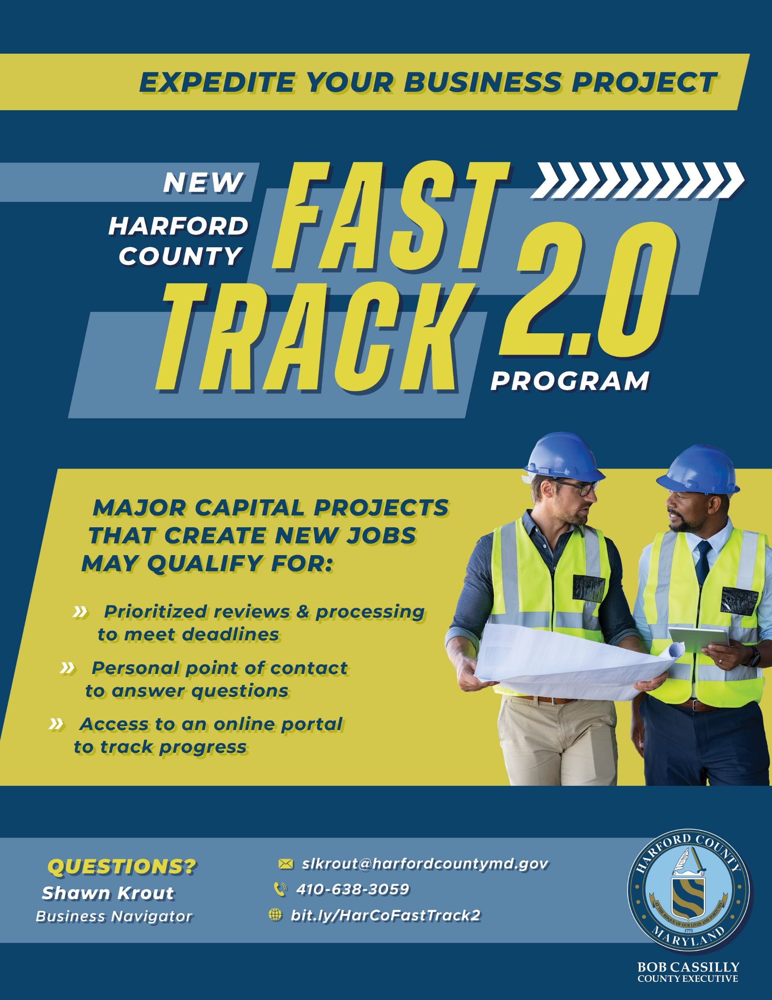 EXPEDITE YOUR BUSINESS PROJECT
NEW
HARFORD
COUNTY
FAST
TRACK
2.0
PROGRAM
MAJOR CAPITAL PROJECTS
THAT CREATE NEW JOBS
MAY QUALIFY FOR:
» Prioritized reviews & processing
to meet deadlines
» Personal point of contact
to answer questions
» Access to an online portal
to track progress
QUESTIONS?
Shawn Krout
Business Navigator
slkrout@harfordcountymd.gov
410-638-3059
bit.ly/HarCoFastTrack2
HARFORD COUNTY
AT THE RISQUE OF OUR LIVES AND FORTUNES
1773
MARYLAND
BOB CASSILLY
COUNTY EXECUTIVE